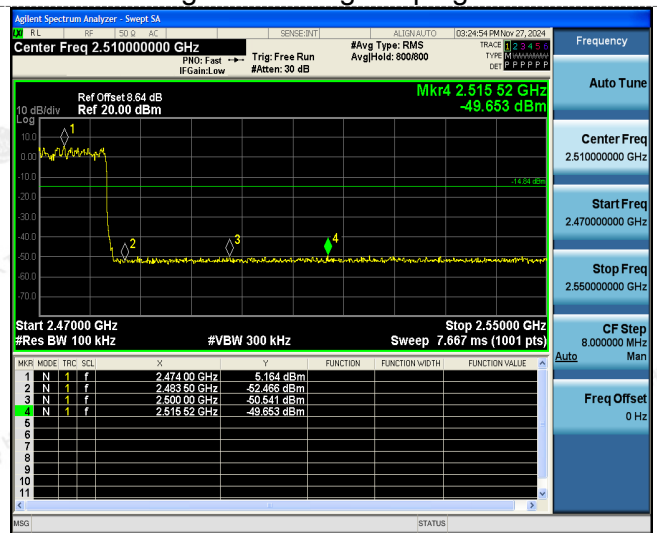 Agilent Spectrum Analyzer - Swept SA
RL RF 50 Ω AC SENSE:INT ALIGNAUTO 03:24:54 PM Nov 27, 2024
Center Freq 2.510000000 GHz
PNO: Fast
IFGain:Low
Trig: Free Run
#Atten: 30 dB
#Avg Type: RMS
Avg|Hold: 800/800
TRACE 1 2 3 4 5 6
TYPE M
DET P P P P P P
Frequency
Auto Tune
Center Freq
2.510000000 GHz
Start Freq
2.470000000 GHz
Stop Freq
2.550000000 GHz
CF Step
8.000000 MHz
Auto Man
Freq Offset
0 Hz
Mkr4 2.515 52 GHz
-49.653 dBm
Ref Offset 8.64 dB
10 dB/div Ref 20.00 dBm
Log
10.0
0.00
-10.0
-20.0
-30.0
-40.0
-50.0
-60.0
-70.0
1
2
3
4
-14.84 dBm
Start 2.47000 GHz Stop 2.55000 GHz
#Res BW 100 kHz #VBW 300 kHz Sweep 7.667 ms (1001 pts)
MKR MODE TRC SCL X Y FUNCTION FUNCTION WIDTH FUNCTION VALUE
1 N 1 f 2.474 00 GHz 5.164 dBm
2 N 1 f 2.483 50 GHz -52.466 dBm
3 N 1 f 2.500 00 GHz -50.541 dBm
4 N 1 f 2.515 52 GHz -49.653 dBm
5
6
7
8
9
10
11
MSG STATUS